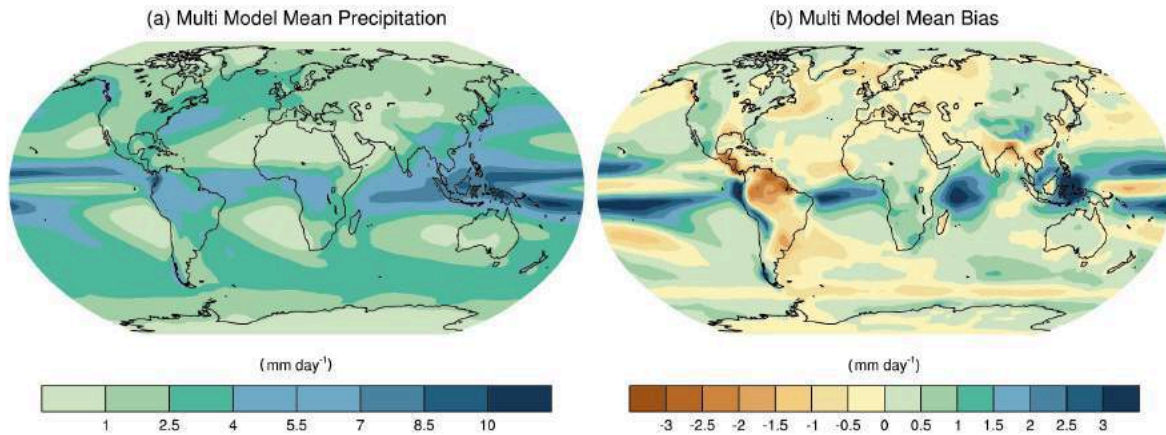 (a) Multi Model Mean Precipitation
(b) Multi Model Mean Bias
(mm day⁻¹)
(mm day⁻¹)
1 2.5 4 5.5 7 8.5 10
-3 -2.5 -2 -1.5 -1 -0.5 0 0.5 1 1.5 2 2.5 3